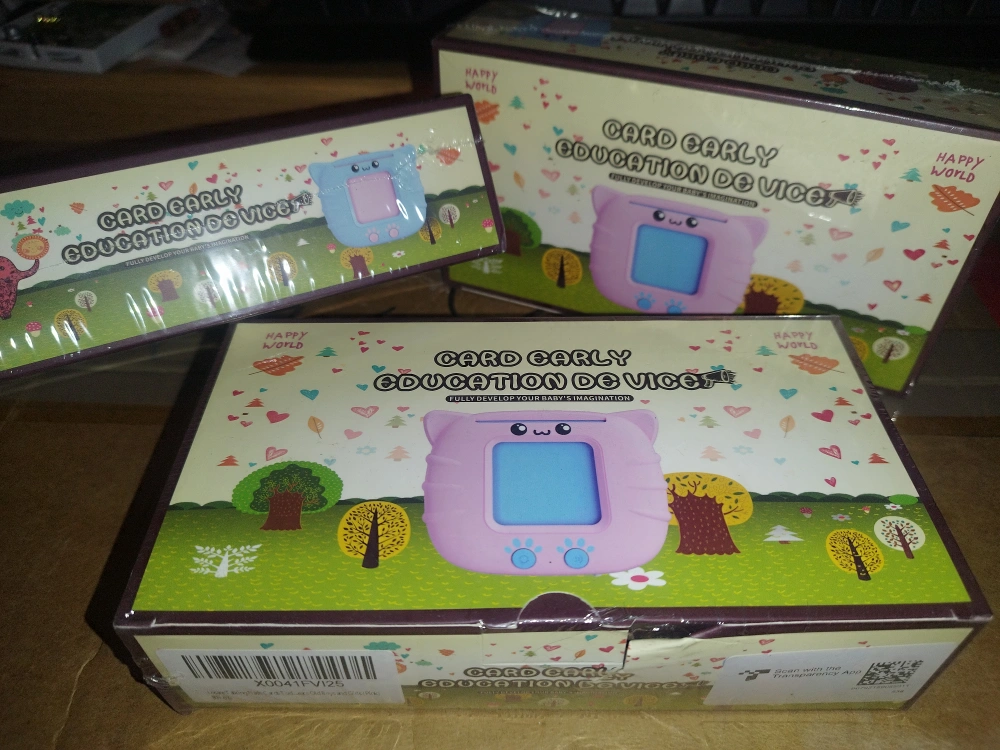 CARD EARLY
EDUCATION DE VICE
FULLY DEVELOP YOUR BABY'S IMAGINATION
HAPPY
WORLD
CARD EARLY
EDUCATION DE VICE
FULLY DEVELOP YOUR BABY'S IMAGINATION
HAPPY
WORLD
HAPPY
WORLD
CARD EARLY
EDUCATION DE VICE
FULLY DEVELOP YOUR BABY'S IMAGINATION
HAPPY
WORLD
X0041FVI25
CARD EARLY
EDUCATION DE VICE
Scan with the
Transparency App